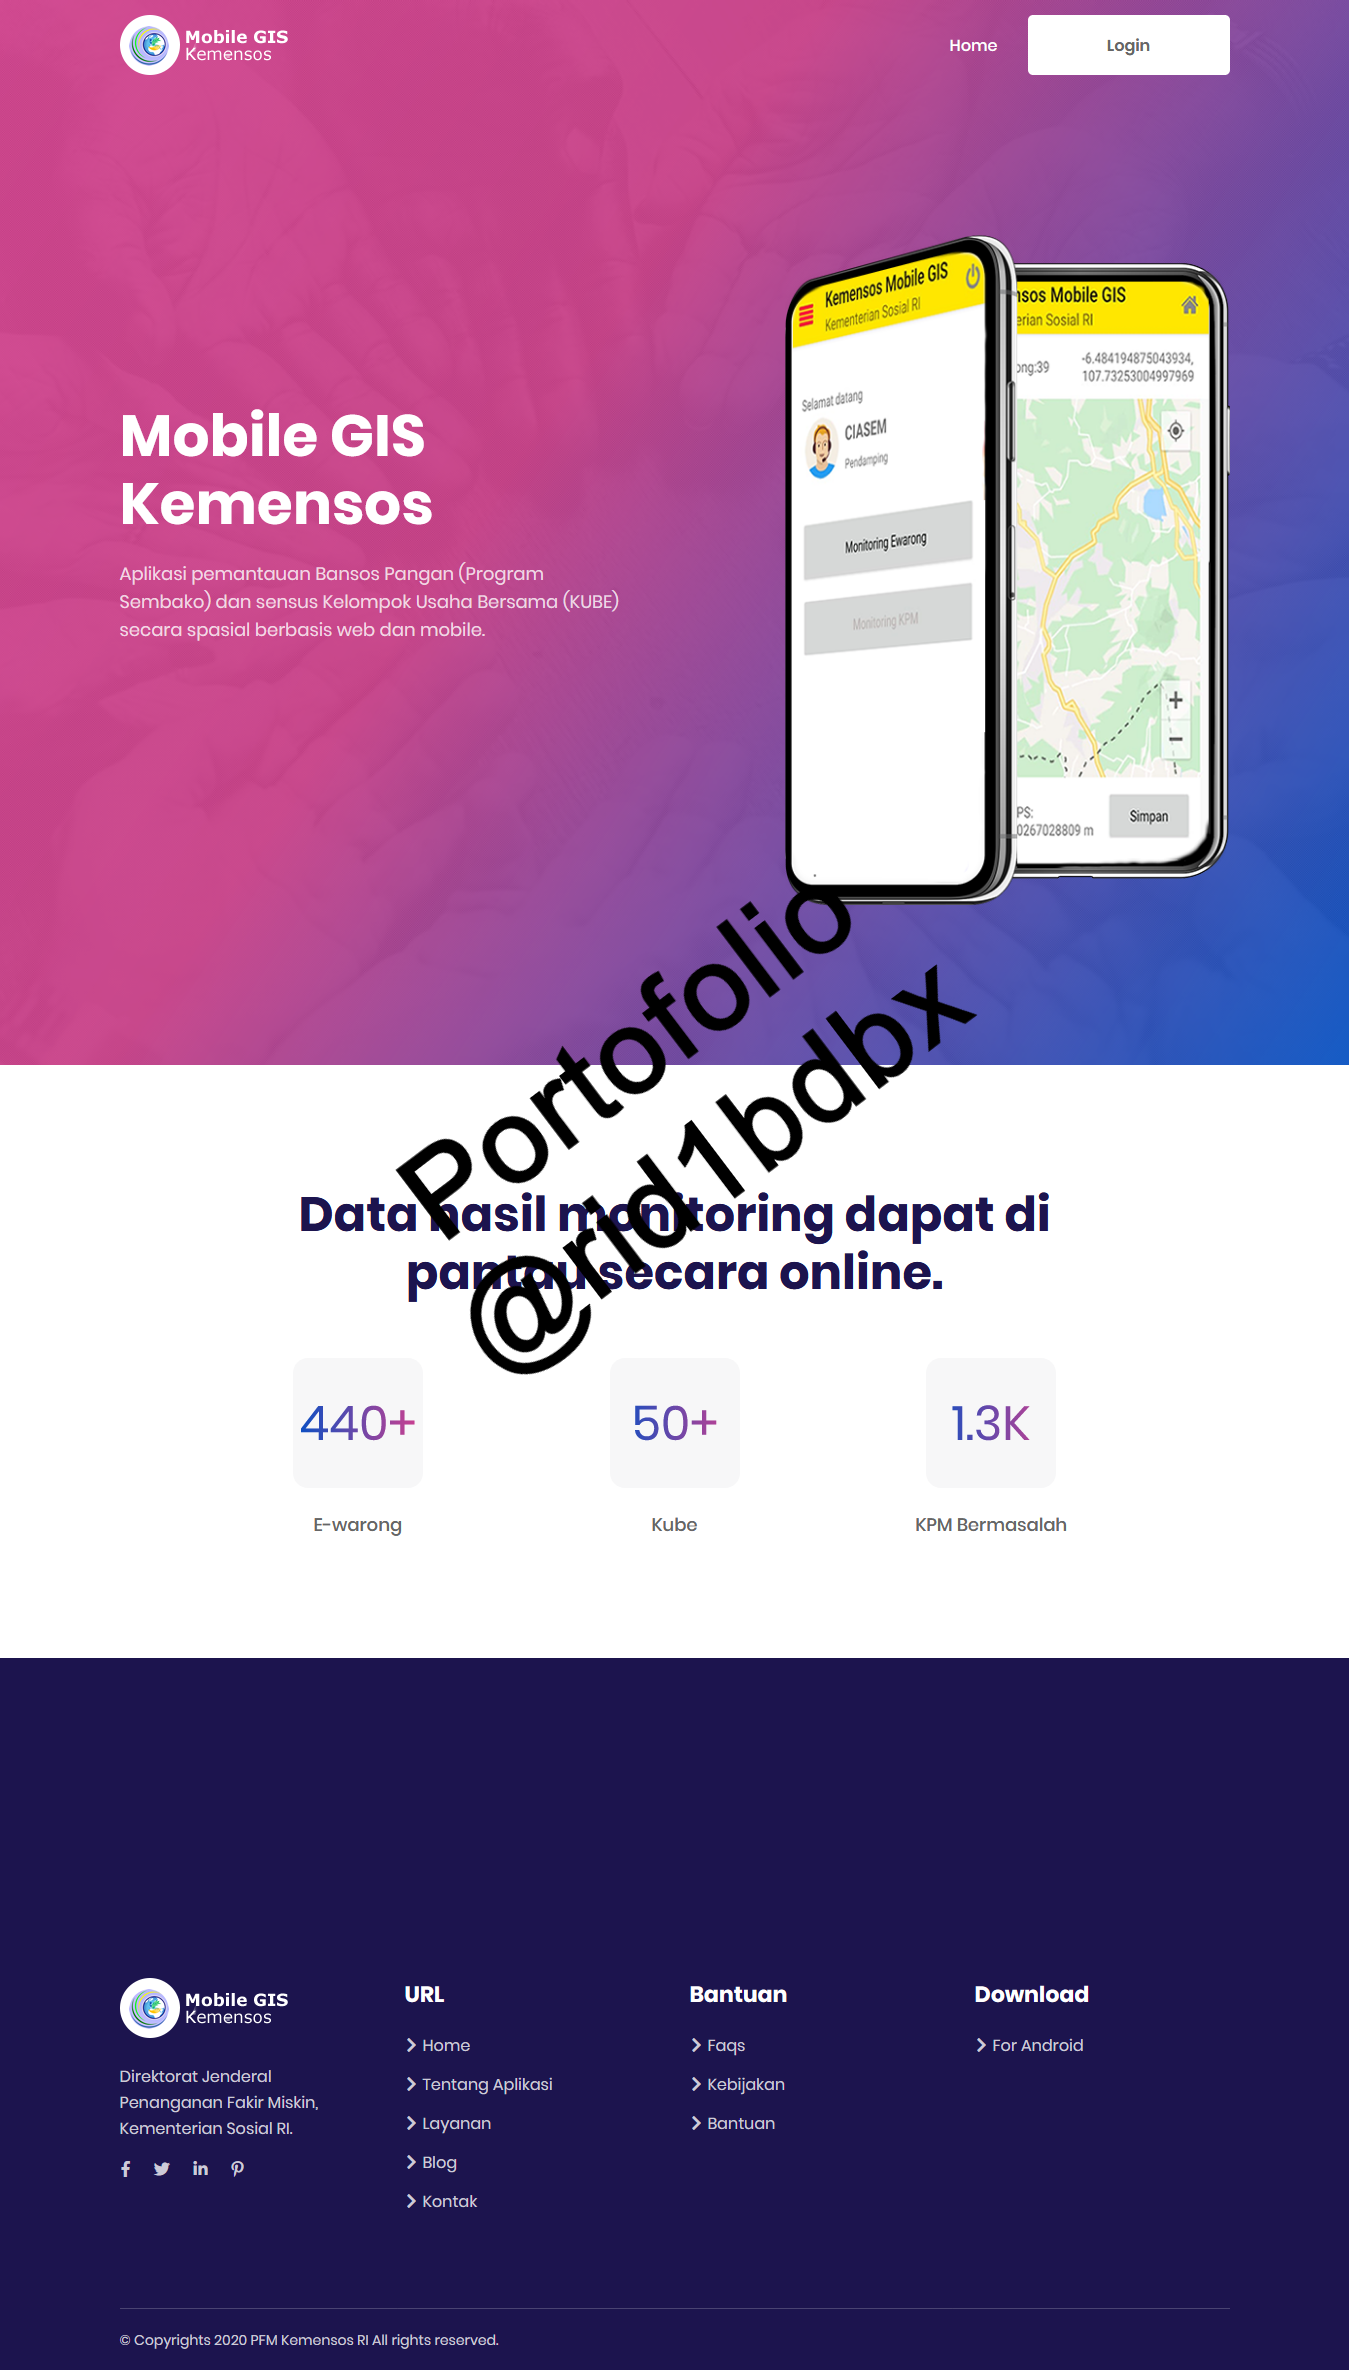 Mobile GIS
Kemensos
Home
Login
Kemensos Mobile GIS
Kementerian Sosial RI
Selamat datang
CIASEM
Pendamping
Monitoring Ewarong
Monitoring KPM
nsos Mobile GIS
erian Sosial RI
ong:39
-6.484194875043934,
107.73253004997969
+
−
PS:
0267028809 m
Simpan
Mobile GIS
Kemensos
Aplikasi pemantauan Bansos Pangan (Program
Sembako) dan sensus Kelompok Usaha Bersama (KUBE)
secara spasial berbasis web dan mobile.
Portofolio
@rid1bdbx
Data hasil monitoring dapat di
pantau secara online.
440+
50+
1.3K
E-warong
Kube
KPM Bermasalah
Mobile GIS
Kemensos
Direktorat Jenderal
Penanganan Fakir Miskin,
Kementerian Sosial RI.
URL
Home
Tentang Aplikasi
Layanan
Blog
Kontak
Bantuan
Faqs
Kebijakan
Bantuan
Download
For Android
© Copyrights 2020 PFM Kemensos RI All rights reserved.